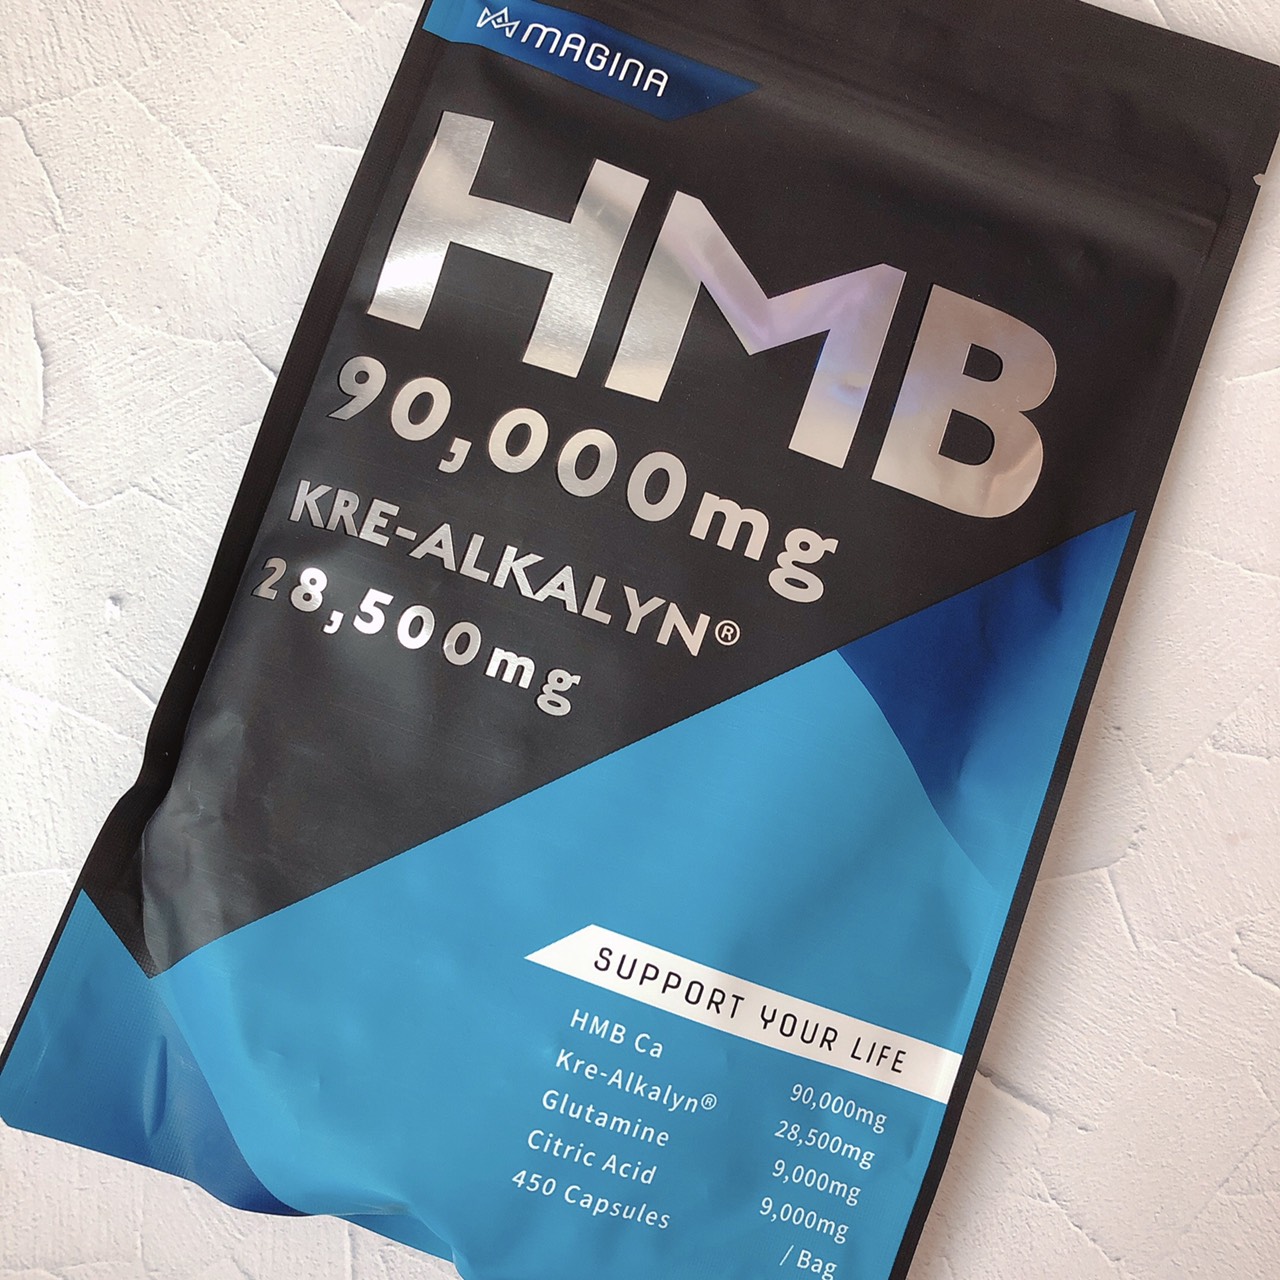 MAGINA
HMB
90,000mg
KRE-ALKALYN®
28,500mg
SUPPORT YOUR LIFE
HMB Ca 90,000mg
Kre-Alkalyn® 28,500mg
Glutamine 9,000mg
Citric Acid 9,000mg
450 Capsules / Bag